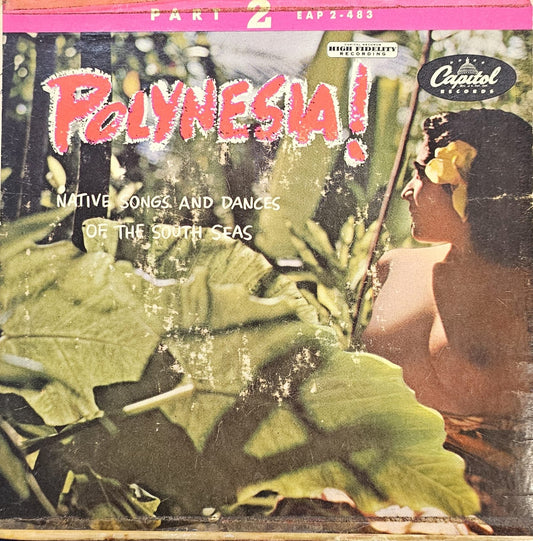 PART 2 EAP 2-483
HIGH FIDELITY
RECORDING
Capitol
RECORDS
POLYNESIA!
NATIVE SONGS AND DANCES
OF THE SOUTH SEAS